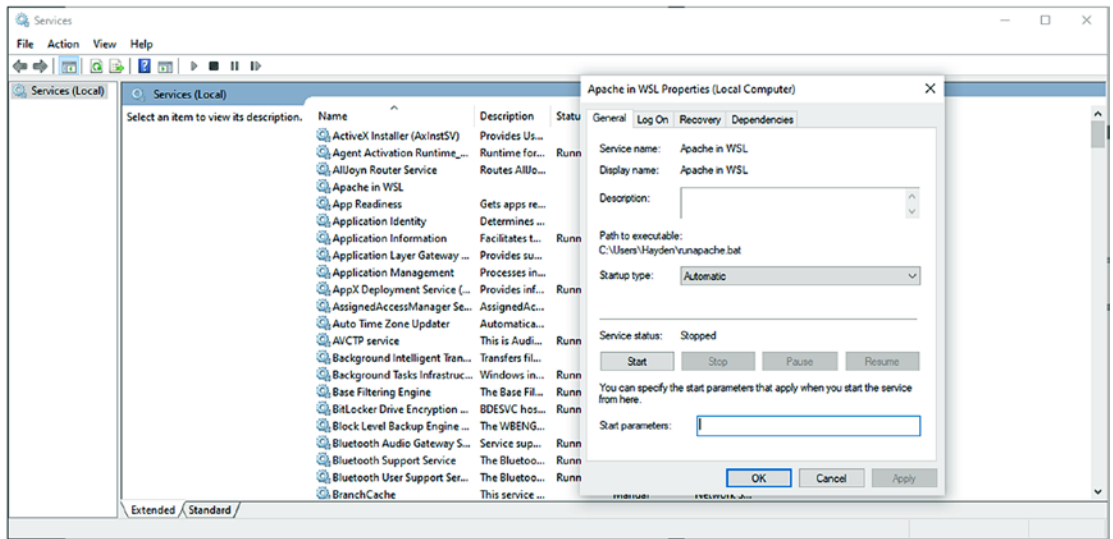 Services
File Action View Help
Services (Local)
Services (Local)
Select an item to view its description.
Name Description Statu
ActiveX Installer (AxInstSV) Provides Us...
Agent Activation Runtime_... Runtime for... Runn
AllJoyn Router Service Routes AllJo...
Apache in WSL
App Readiness Gets apps re...
Application Identity Determines ...
Application Information Facilitates t... Runn
Application Layer Gateway ... Provides su...
Application Management Processes in...
AppX Deployment Service (... Provides inf... Runn
AssignedAccessManager Se... AssignedAc...
Auto Time Zone Updater Automatica...
AVCTP service This is Audi... Runn
Background Intelligent Tran... Transfers fil...
Background Tasks Infrastruc... Windows in... Runn
Base Filtering Engine The Base Fil... Runn
BitLocker Drive Encryption ... BDESVC hos... Runn
Block Level Backup Engine ... The WBENG...
Bluetooth Audio Gateway S... Service sup... Runn
Bluetooth Support Service The Bluetoo... Runn
Bluetooth User Support Ser... The Bluetoo... Runn
BranchCache This service ... Manual Network S...
Extended Standard
Apache in WSL Properties (Local Computer)
General Log On Recovery Dependencies
Service name: Apache in WSL
Display name: Apache in WSL
Description:
Path to executable:
C:\Users\Hayden\runapache.bat
Startup type: Automatic
Service status: Stopped
Start Stop Pause Resume
You can specify the start parameters that apply when you start the service
from here.
Start parameters:
OK Cancel Apply